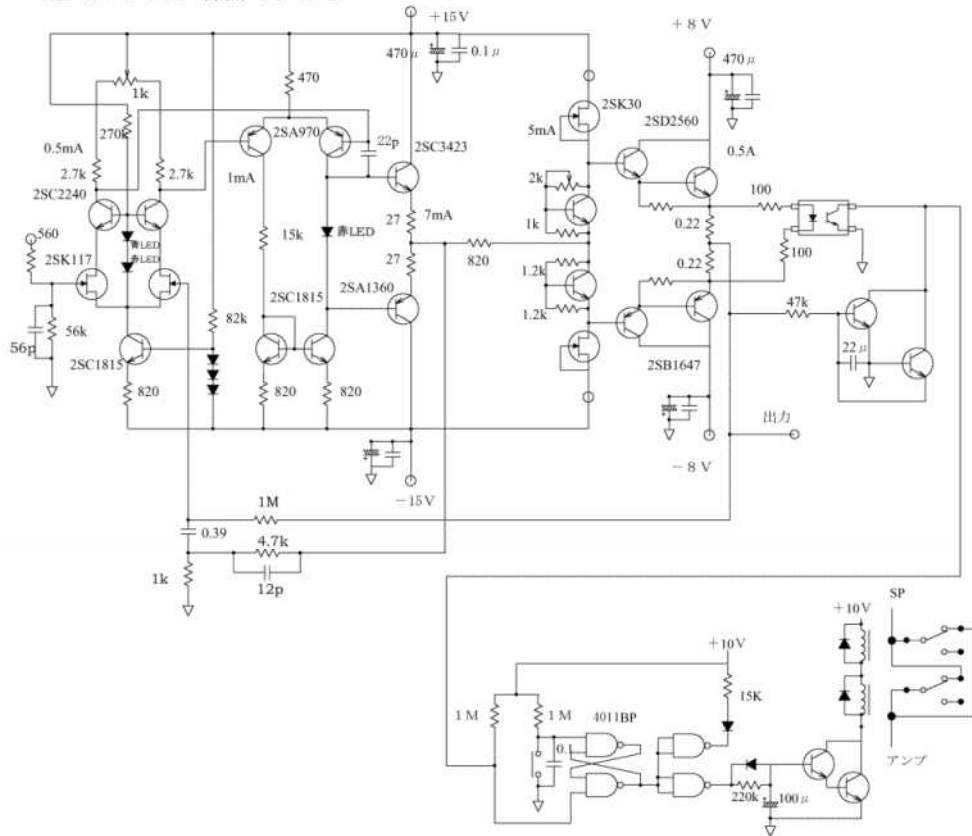 +15V
470μ
0.1μ
470
1k
270k
0.5mA
2.7k
2.7k
2SC2240
560
2SK117
青LED
赤LED
56k
56p
2SC1815
820
82k
2SA970
22p
1mA
15k
赤LED
2SC1815
820
820
2SC3423
27
7mA
27
2SA1360
820
−15V
2SK30
5mA
2k
1k
1.2k
1.2k
+8V
470μ
2SD2560
0.5A
100
0.22
0.22
100
2SB1647
−8V
47k
22μ
出力
1M
0.39
4.7k
12p
1k
+10V
1M
1M
0.1
4011BP
15K
220k
100μ
+10V
SP
アンプ